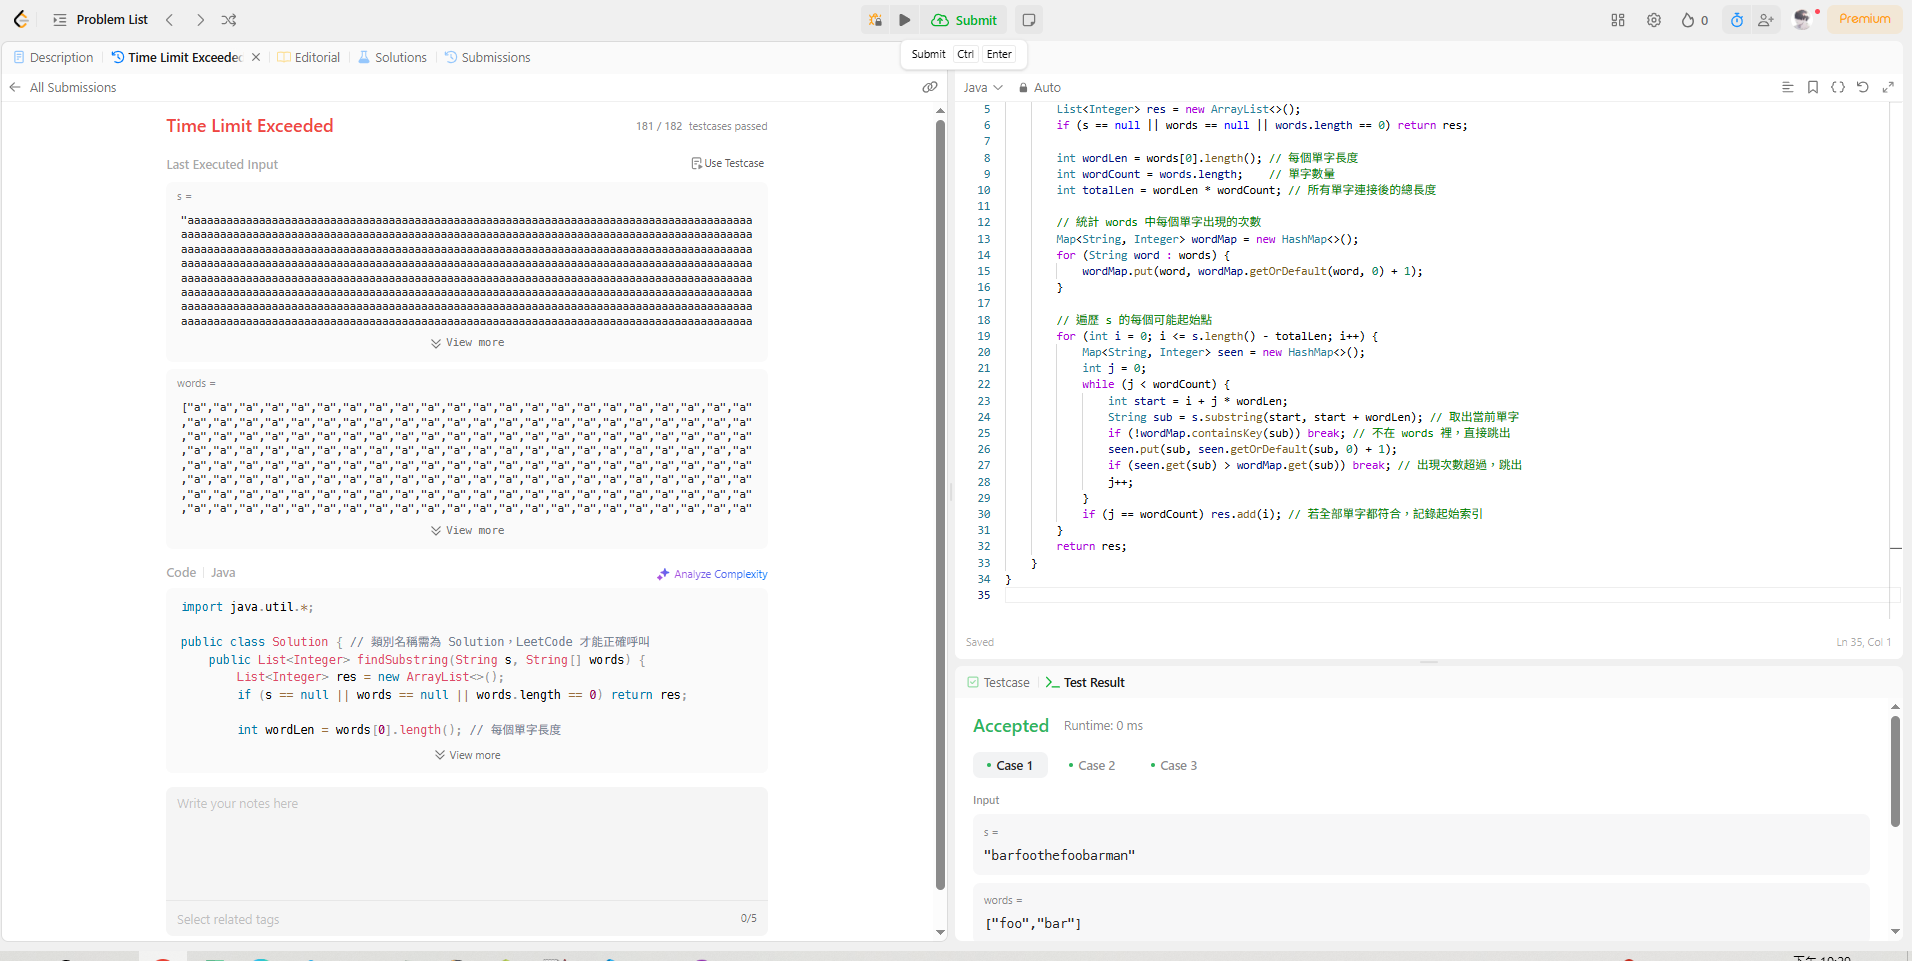 Problem List
Submit
0
Premium
Submit Ctrl Enter
Description
Time Limit Exceeded
Editorial
Solutions
Submissions
All Submissions
Time Limit Exceeded
181 / 182 testcases passed
Last Executed Input
Use Testcase
s =
View more
words =
View more
Code
Java
Analyze Complexity
import java.util.*;
public class Solution { // 類別名稱需為 Solution，LeetCode 才能正確呼叫
public List<Integer> findSubstring(String s, String[] words) {
List<Integer> res = new ArrayList<>();
if (s == null || words == null || words.length == 0) return res;
int wordLen = words[0].length(); // 每個單字長度
View more
Write your notes here
Select related tags
0/5
Java
Auto
5 List<Integer> res = new ArrayList<>();
6 if (s == null || words == null || words.length == 0) return res;
7
8 int wordLen = words[0].length(); // 每個單字長度
9 int wordCount = words.length; // 單字數量
10 int totalLen = wordLen * wordCount; // 所有單字連接後的總長度
11
12 // 統計 words 中每個單字出現的次數
13 Map<String, Integer> wordMap = new HashMap<>();
14 for (String word : words) {
15 wordMap.put(word, wordMap.getOrDefault(word, 0) + 1);
16 }
17
18 // 遍歷 s 的每個可能起始點
19 for (int i = 0; i <= s.length() - totalLen; i++) {
20 Map<String, Integer> seen = new HashMap<>();
21 int j = 0;
22 while (j < wordCount) {
23 int start = i + j * wordLen;
24 String sub = s.substring(start, start + wordLen); // 取出當前單字
25 if (!wordMap.containsKey(sub)) break; // 不在 words 裡，直接跳出
26 seen.put(sub, seen.getOrDefault(sub, 0) + 1);
27 if (seen.get(sub) > wordMap.get(sub)) break; // 出現次數超過，跳出
28 j++;
29 }
30 if (j == wordCount) res.add(i); // 若全部單字都符合，記錄起始索引
31 }
32 return res;
33 }
34 }
35
Saved
Ln 35, Col 1
Testcase
Test Result
Accepted
Runtime: 0 ms
Case 1
Case 2
Case 3
Input
s =
"barfoothefoobarman"
words =
["foo","bar"]